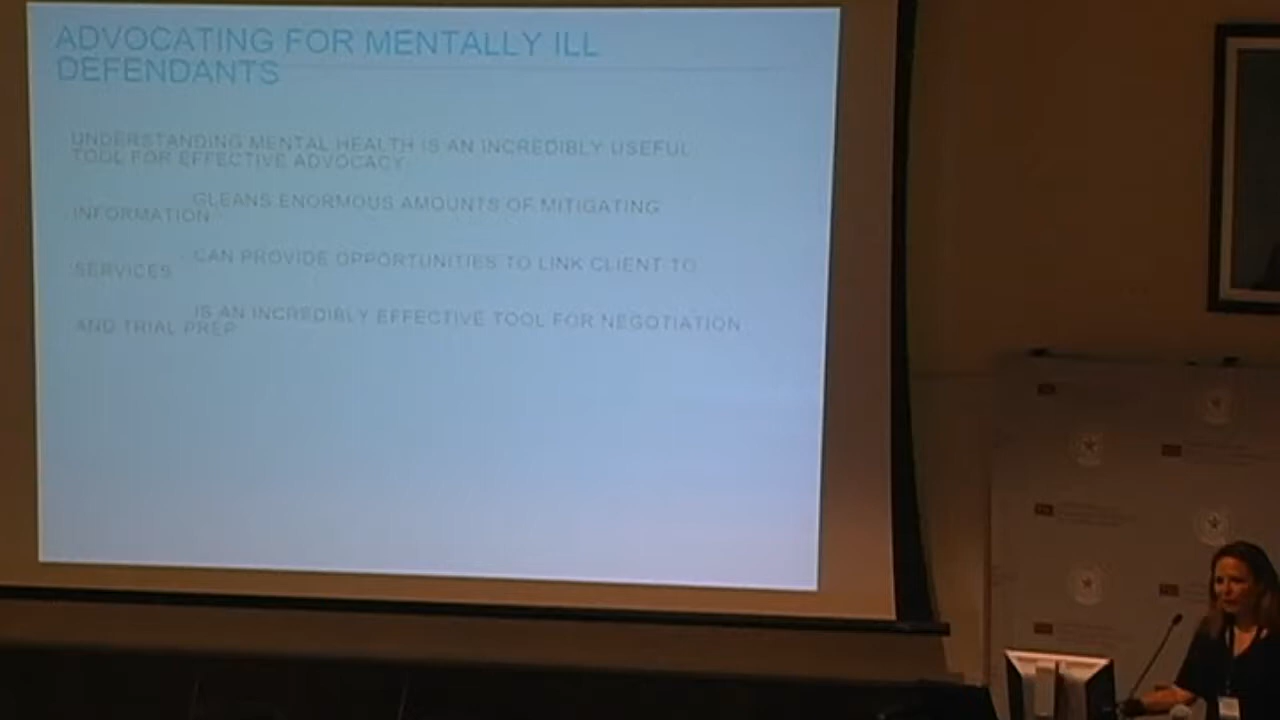 ADVOCATING FOR MENTALLY ILL
DEFENDANTS
UNDERSTANDING MENTAL HEALTH IS AN INCREDIBLY USEFUL
TOOL FOR EFFECTIVE ADVOCACY
GLEANS ENORMOUS AMOUNTS OF MITIGATING
INFORMATION
CAN PROVIDE OPPORTUNITIES TO LINK CLIENT TO
SERVICES
IS AN INCREDIBLY EFFECTIVE TOOL FOR NEGOTIATION
AND TRIAL PREP